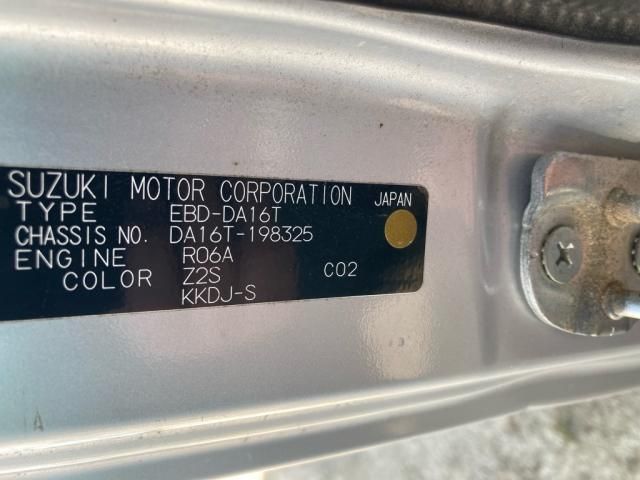 SUZUKI MOTOR CORPORATION JAPAN
TYPE EBD-DA16T
CHASSIS NO. DA16T-198325
ENGINE R06A
COLOR Z2S C02
KKDJ-S
A